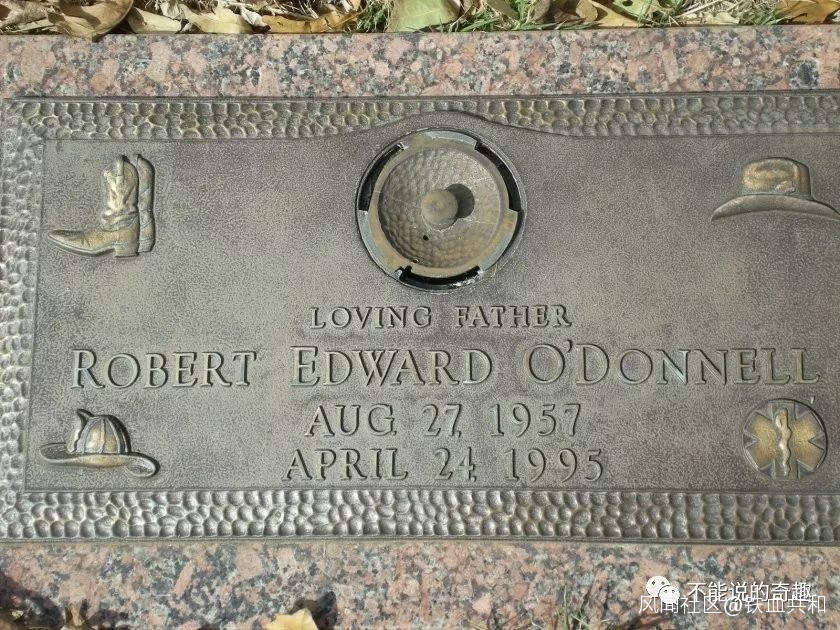 LOVING FATHER
ROBERT EDWARD O'DONNELL
AUG 27, 1957
APRIL 24, 1995
不能说的奇趣
风闻社区@铁血共和